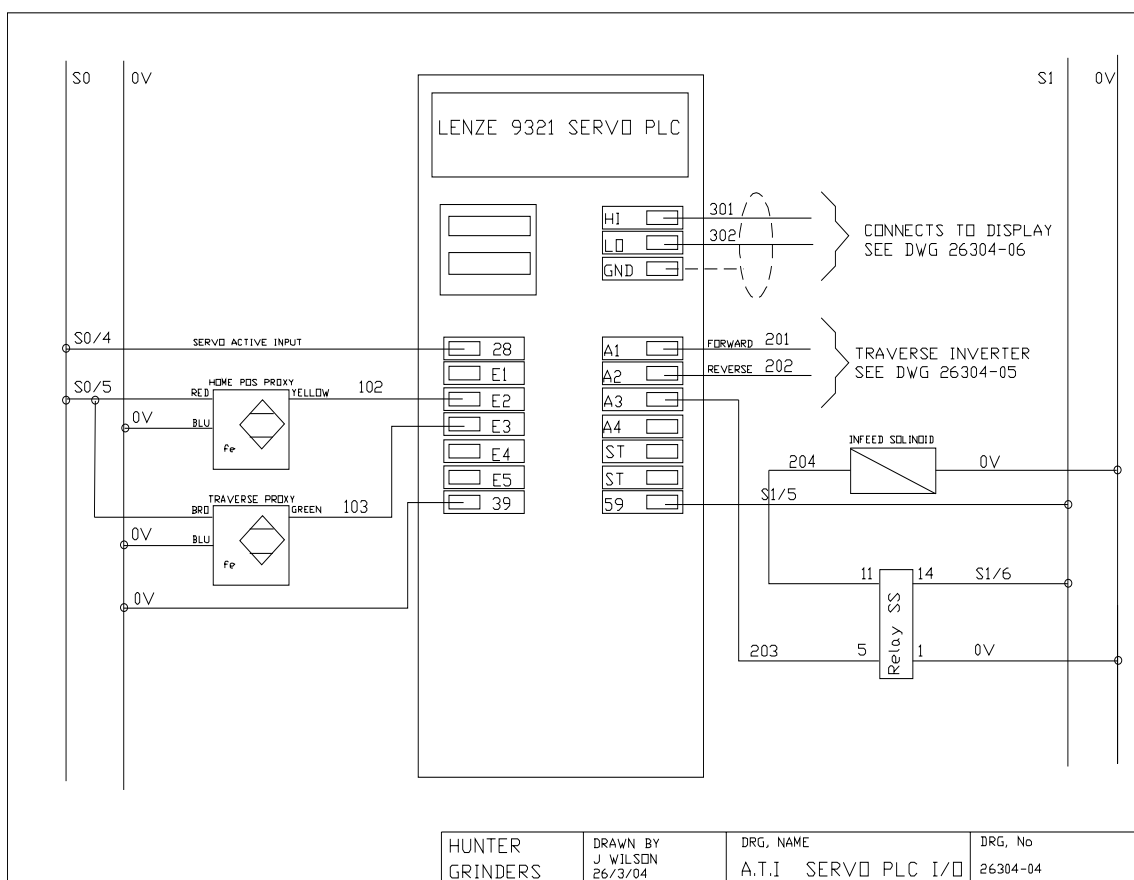 S0 0V
S1 0V
LENZE 9321 SERVO PLC
HI 301
LO 302
GND
CONNECTS TO DISPLAY
SEE DWG 26304-06
S0/4 SERVO ACTIVE INPUT 28
E1
S0/5 RED HOME POS PROXY YELLOW 102 E2
0V BLU E3
fe
E4
E5
TRAVERSE PROXY
BRO GREEN 103 39
0V BLU
fe
0V
A1 FORWARD 201
A2 REVERSE 202
TRAVERSE INVERTER
SEE DWG 26304-05
A3
A4
ST
ST
59 S1/5
INFEED SOLINOID
204 0V
11 14 S1/6
Relay SS
203 5 1 0V
HUNTER
GRINDERS
DRAWN BY
J WILSON
26/3/04
DRG, NAME
A.T.I SERVO PLC I/O
DRG, No
26304-04